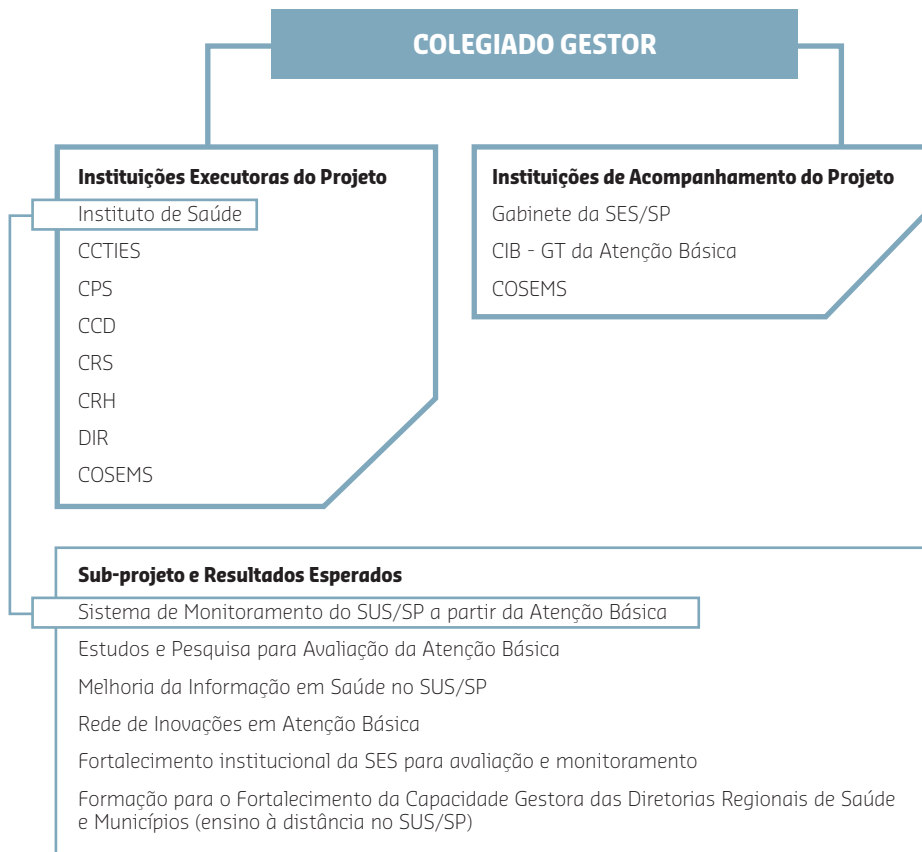 COLEGIADO GESTOR
Instituições Executoras do Projeto
Instituto de Saúde
CCTIES
CPS
CCD
CRS
CRH
DIR
COSEMS
Instituições de Acompanhamento do Projeto
Gabinete da SES/SP
CIB - GT da Atenção Básica
COSEMS
Sub-projeto e Resultados Esperados
Sistema de Monitoramento do SUS/SP a partir da Atenção Básica
Estudos e Pesquisa para Avaliação da Atenção Básica
Melhoria da Informação em Saúde no SUS/SP
Rede de Inovações em Atenção Básica
Fortalecimento institucional da SES para avaliação e monitoramento
Formação para o Fortalecimento da Capacidade Gestora das Diretorias Regionais de Saúde
e Municípios (ensino à distância no SUS/SP)